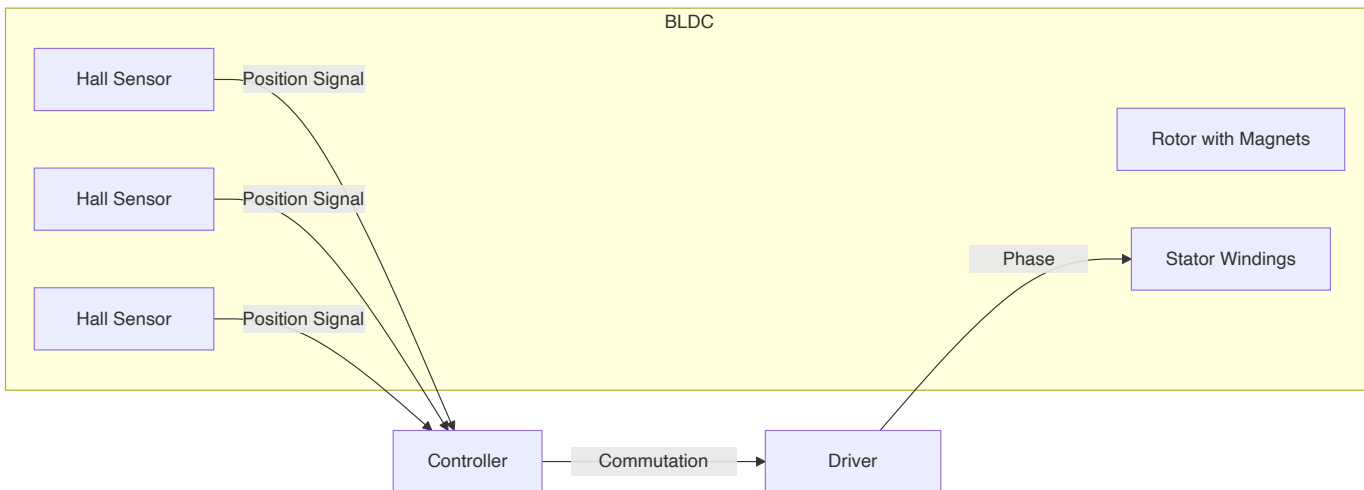 BLDC
Hall Sensor
Position Signal
Rotor with Magnets
Hall Sensor
Position Signal
Phase
Stator Windings
Hall Sensor
Position Signal
Controller
Commutation
Driver